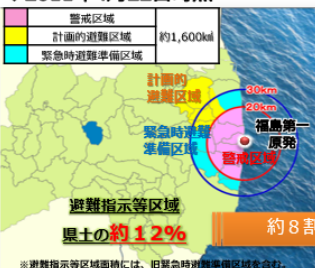 警戒区域
計画的避難区域
緊急時避難準備区域
約1,600㎢
計画的
避難区域
30km
20km
緊急時避難
準備区域
福島第一
原発
警戒区域
避難指示等区域
県土の約12%
約8割
※避難指示等区域面積には、旧緊急時避難準備区域を含む。